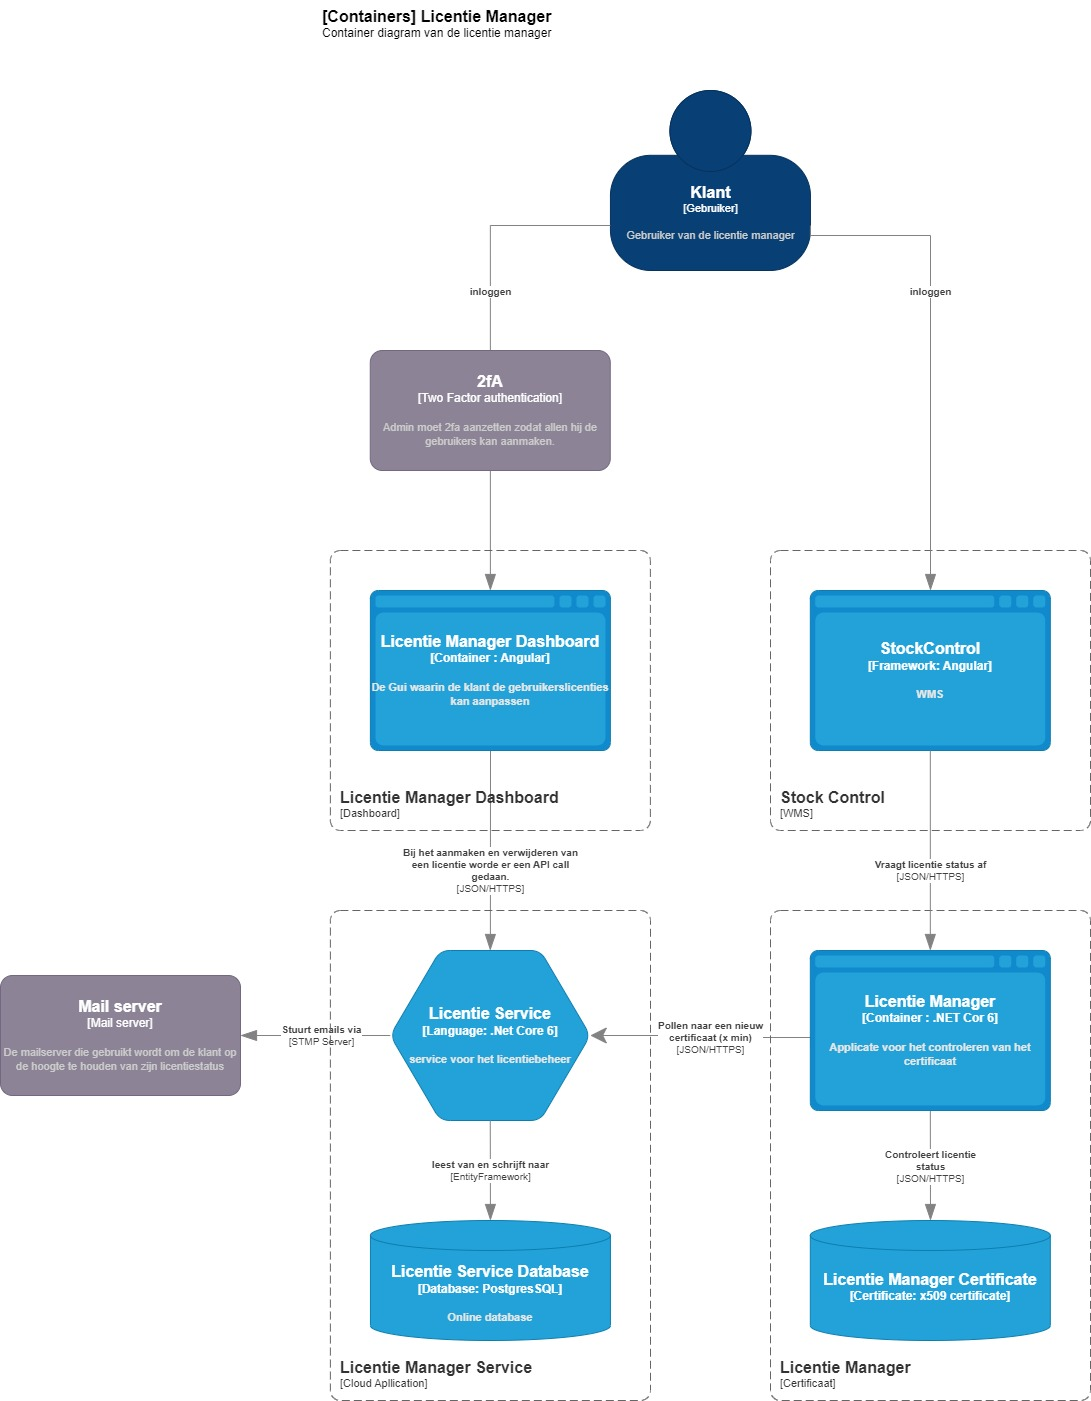 [Containers] Licentie Manager
Container diagram van de licentie manager
Klant
[Gebruiker]
Gebruiker van de licentie manager
inloggen
inloggen
2fA
[Two Factor authentication]
Admin moet 2fa aanzetten zodat allen hij de
gebruikers kan aanmaken.
Licentie Manager Dashboard
[Container : Angular]
De Gui waarin de klant de gebruikerslicenties
kan aanpassen
Licentie Manager Dashboard
[Dashboard]
StockControl
[Framework: Angular]
WMS
Stock Control
[WMS]
Bij het aanmaken en verwijderen van
een licentie worde er een API call
gedaan.
[JSON/HTTPS]
Vraagt licentie status af
[JSON/HTTPS]
Mail server
[Mail server]
De mailserver die gebruikt wordt om de klant op
de hoogte te houden van zijn licentiestatus
Stuurt emails via
[STMP Server]
Licentie Service
[Language: .Net Core 6]
service voor het licentiebeheer
Pollen naar een nieuw
certificaat (x min)
[JSON/HTTPS]
Licentie Manager
[Container : .NET Cor 6]
Applicate voor het controleren van het
certificaat
leest van en schrijft naar
[EntityFramework]
Controleert licentie
status
[JSON/HTTPS]
Licentie Service Database
[Database: PostgresSQL]
Online database
Licentie Manager Service
[Cloud Apllication]
Licentie Manager Certificate
[Certificate: x509 certificate]
Licentie Manager
[Certificaat]